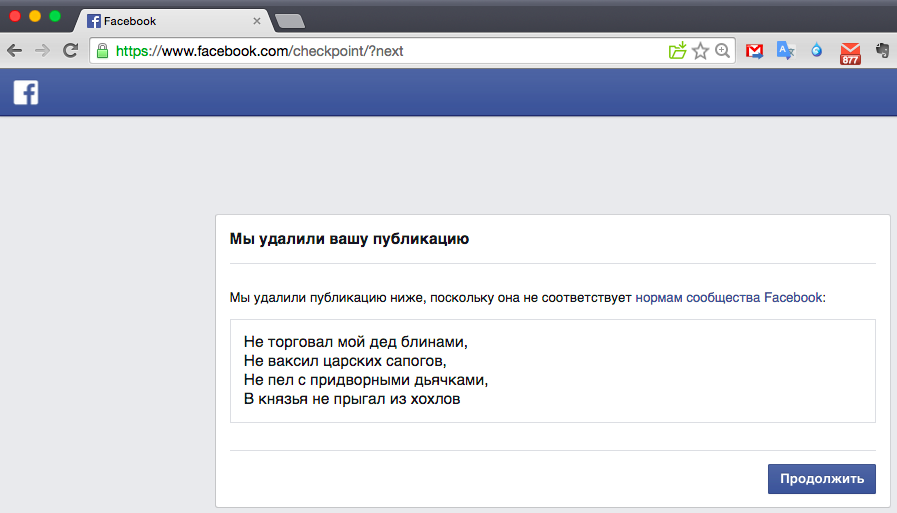 Facebook
https://www.facebook.com/checkpoint/?next
877
Мы удалили вашу публикацию
Мы удалили публикацию ниже, поскольку она не соответствует нормам сообщества Facebook:
Не торговал мой дед блинами,
Не ваксил царских сапогов,
Не пел с придворными дьячками,
В князья не прыгал из хохлов
Продолжить